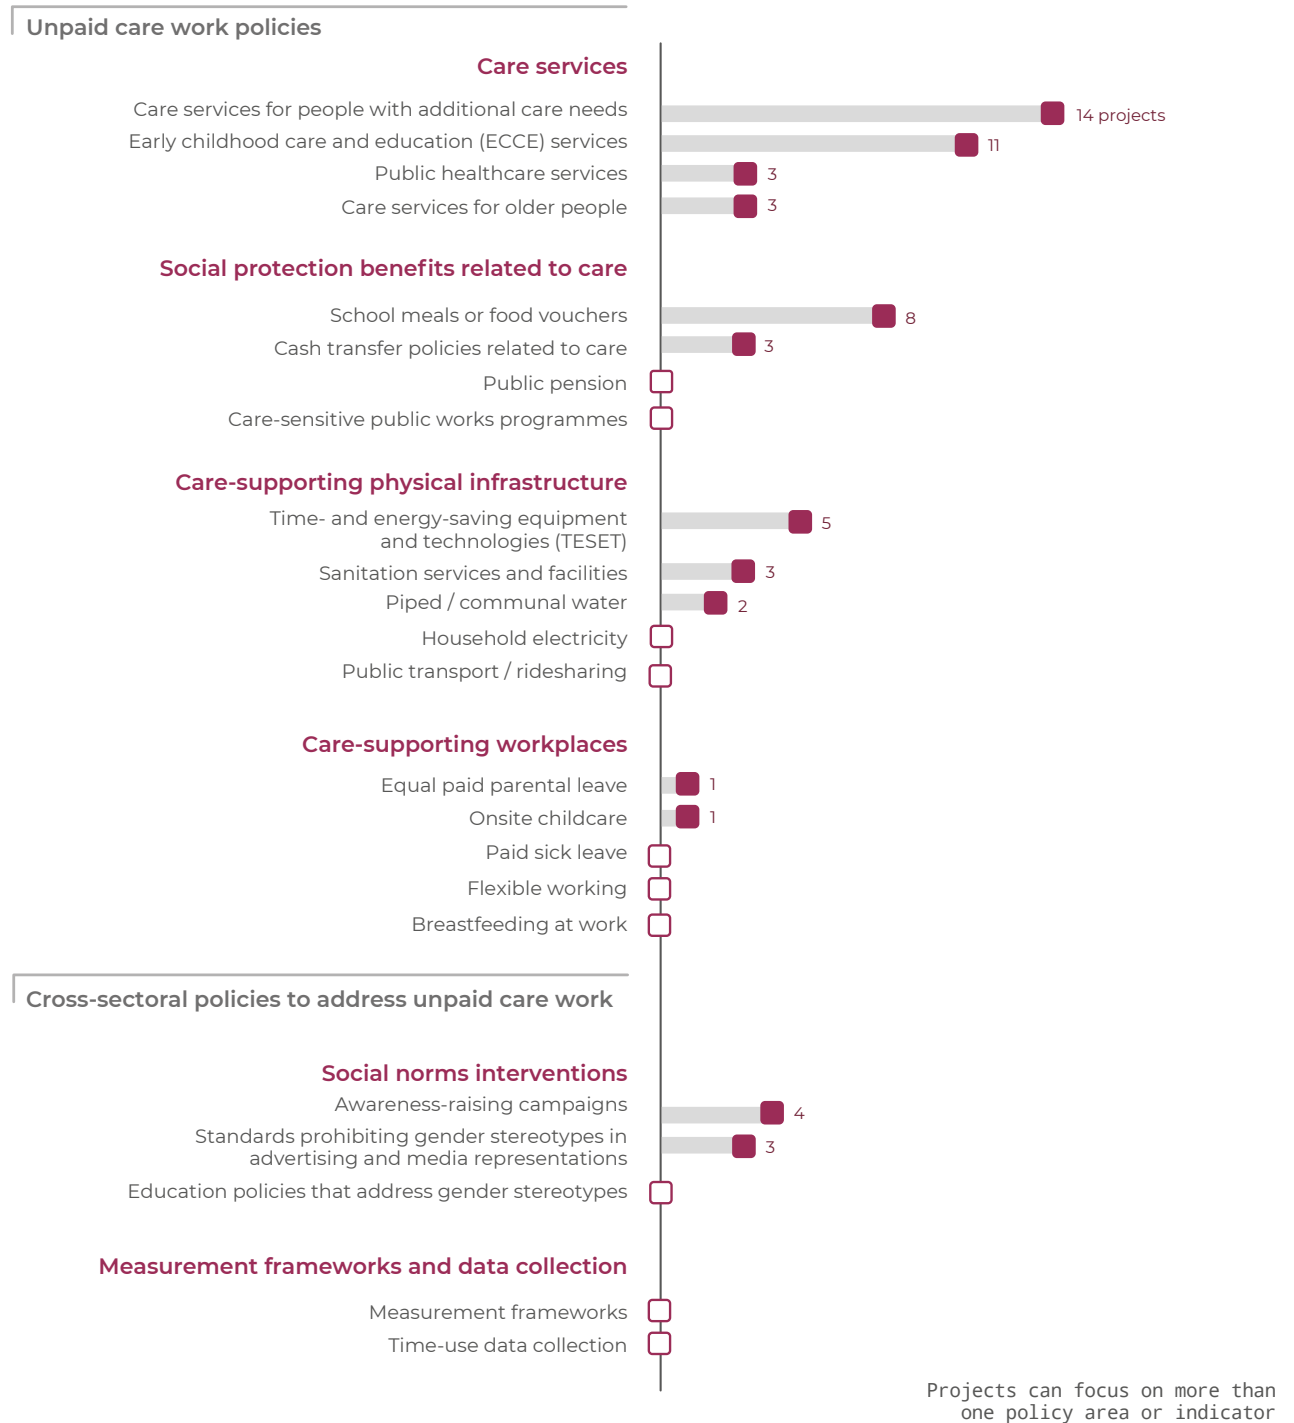 Unpaid care work policies
Care services
Care services for people with additional care needs
14 projects
Early childhood care and education (ECCE) services
11
Public healthcare services
3
Care services for older people
3
Social protection benefits related to care
School meals or food vouchers
8
Cash transfer policies related to care
3
Public pension
Care-sensitive public works programmes
Care-supporting physical infrastructure
Time- and energy-saving equipment
and technologies (TESET)
5
Sanitation services and facilities
3
Piped / communal water
2
Household electricity
Public transport / ridesharing
Care-supporting workplaces
Equal paid parental leave
1
Onsite childcare
1
Paid sick leave
Flexible working
Breastfeeding at work
Cross-sectoral policies to address unpaid care work
Social norms interventions
Awareness-raising campaigns
4
Standards prohibiting gender stereotypes in
advertising and media representations
3
Education policies that address gender stereotypes
Measurement frameworks and data collection
Measurement frameworks
Time-use data collection
Projects can focus on more than
one policy area or indicator